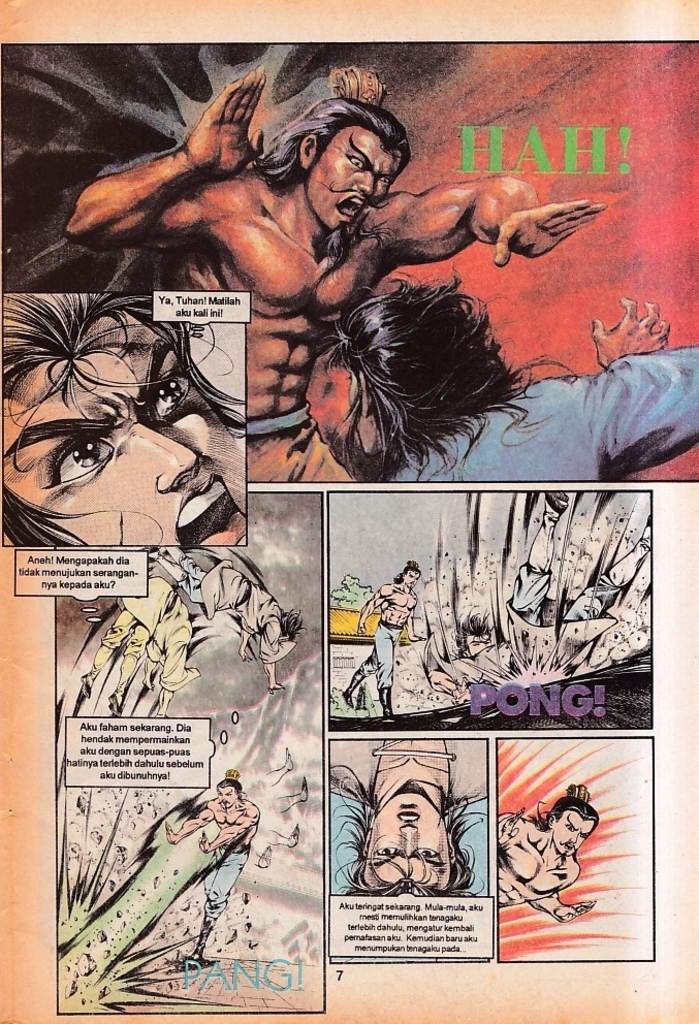 HAH!
Ya, Tuhan! Matilah
aku kali ini!
Aneh! Mengapakah dia
tidak menujukan serangan-
nya kepada aku?
PONG!
Aku faham sekarang. Dia
hendak mempermainkan
aku dengan sepuas-puas
hatinya terlebih dahulu sebelum
aku dibunuhnya!
PANG!
Aku teringat sekarang. Mula-mula, aku
mesti memulihkan tenagaku
terlebih dahulu, mengatur kembali
pernafasan aku. Kemudian baru aku
menumpukan tenagaku pada...
7